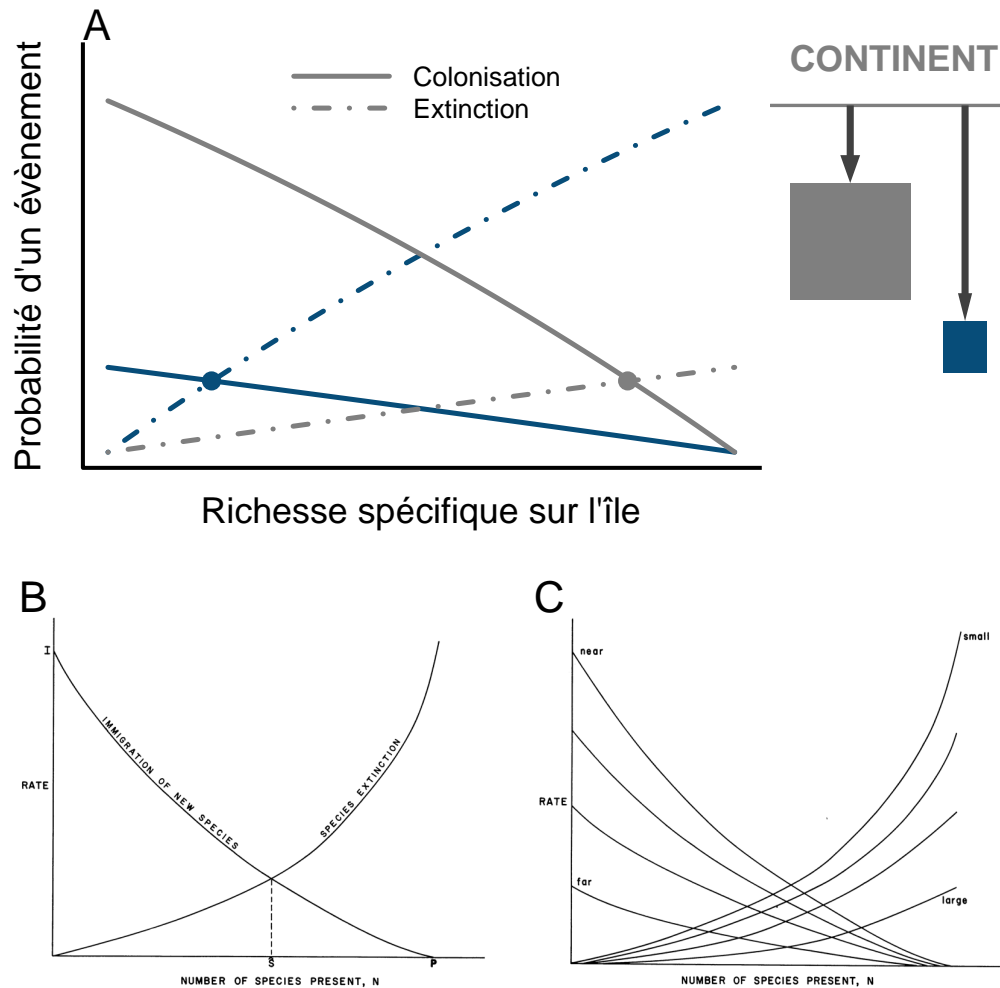 A
CONTINENT
Colonisation
Extinction
Probabilité d'un évènement
Richesse spécifique sur l'île
B
I
IMMIGRATION OF NEW SPECIES
SPECIES EXTINCTION
RATE
Ŝ
P
NUMBER OF SPECIES PRESENT, N
C
near
small
RATE
far
large
NUMBER OF SPECIES PRESENT, N